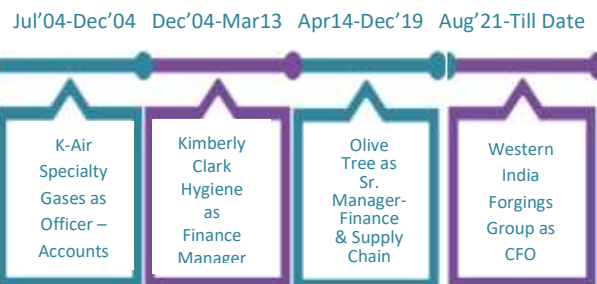 Jul’04-Dec’04 Dec’04-Mar13 Apr14-Dec’19 Aug’21-Till Date
K-Air
Specialty
Gases as
Officer –
Accounts
Kimberly
Clark
Hygiene
as
Finance
Manager
Olive
Tree as
Sr.
Manager-
Finance
& Supply
Chain
Western
India
Forgings
Group as
CFO